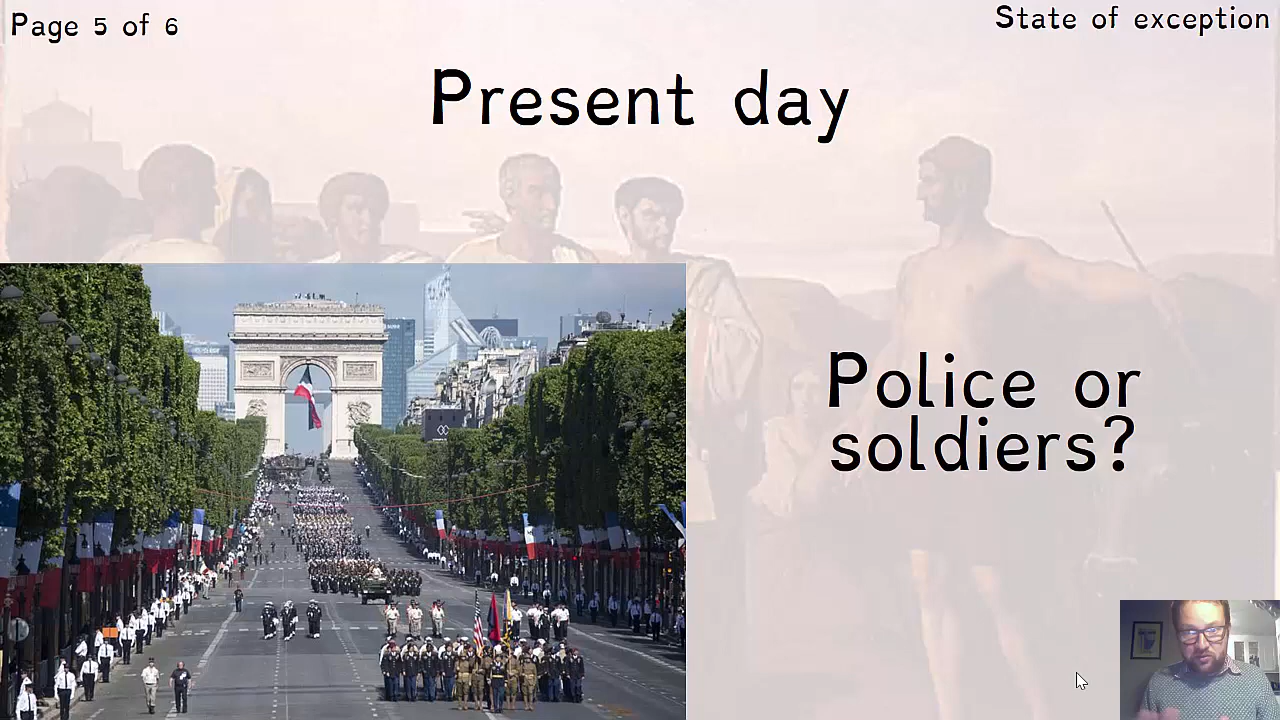 Page 5 of 6
State of exception
Present day
Police or
soldiers?